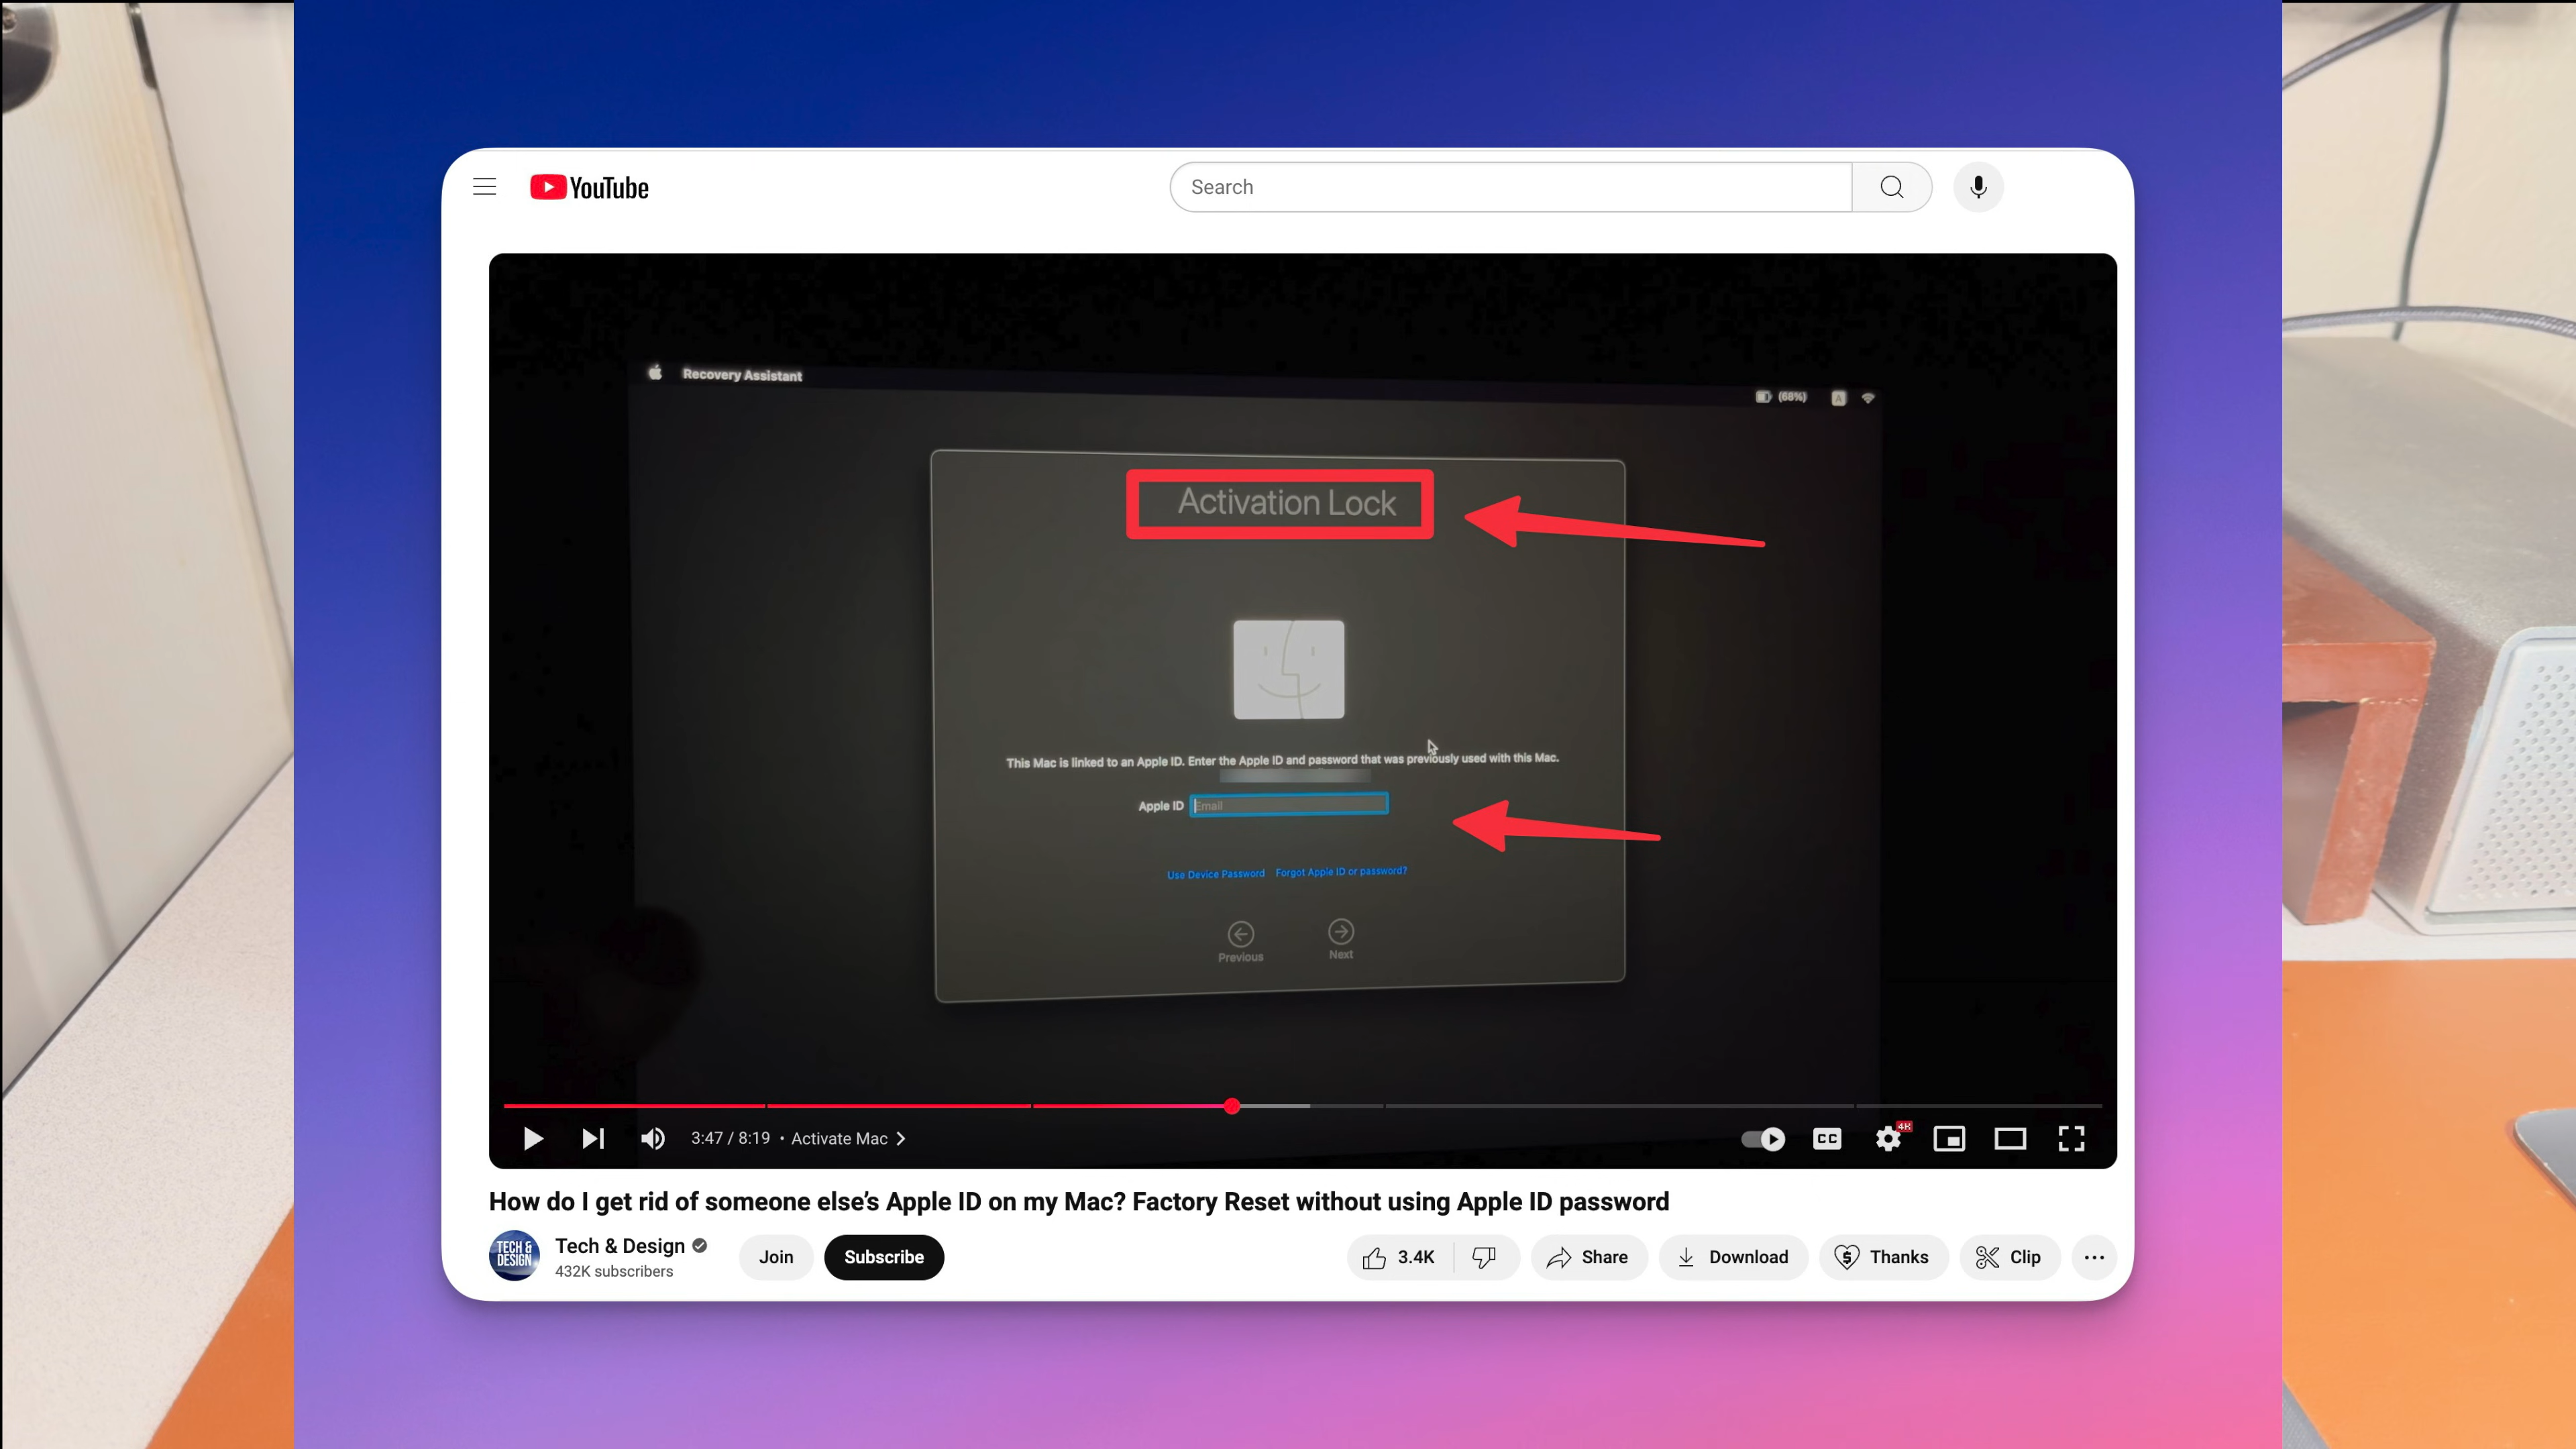 YouTube
Search
Recovery Assistant
(68%)
A
Activation Lock
This Mac is linked to an Apple ID. Enter the Apple ID and password that was previously used with this Mac.
Apple ID
Email
Use Device Password Forgot Apple ID or password?
Previous Next
3:47 / 8:19 • Activate Mac
CC
4K
How do I get rid of someone else’s Apple ID on my Mac? Factory Reset without using Apple ID password
TECH &
DESIGN
Tech & Design
432K subscribers
Join
Subscribe
3.4K
Share
Download
Thanks
Clip